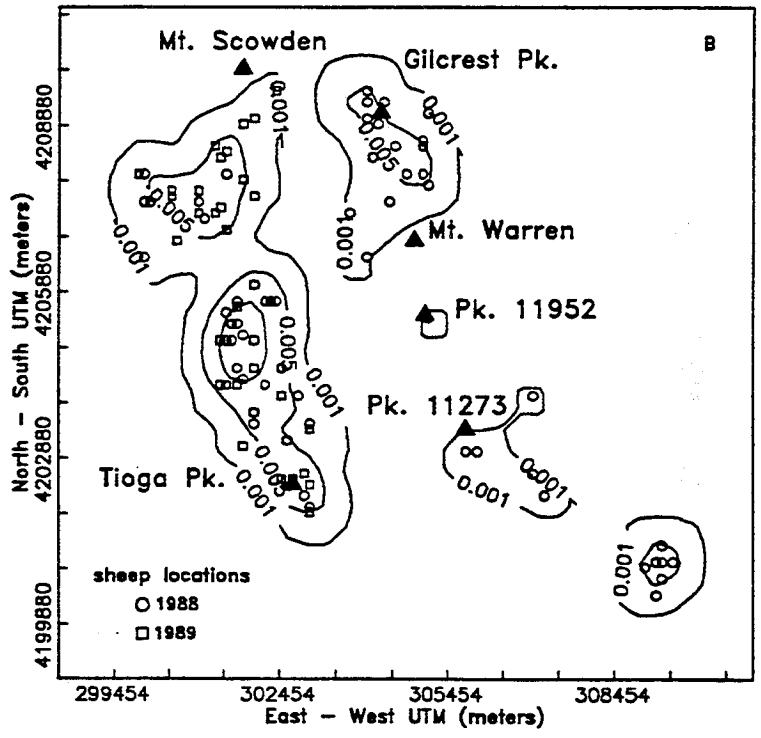 Mt. Scowden
B
Gilcrest Pk.
0.001
0.001
4208880
0.005
0.005
0.001
0.001
Mt. Warren
4205880
Pk. 11952
0.005
0.001
Pk. 11273
4202880
Tioga Pk.
0.005
0.001
0.001
0.001
0.001
sheep locations
1988
1989
4199880
299454
302454
305454
308454
North - South UTM (meters)
East - West UTM (meters)